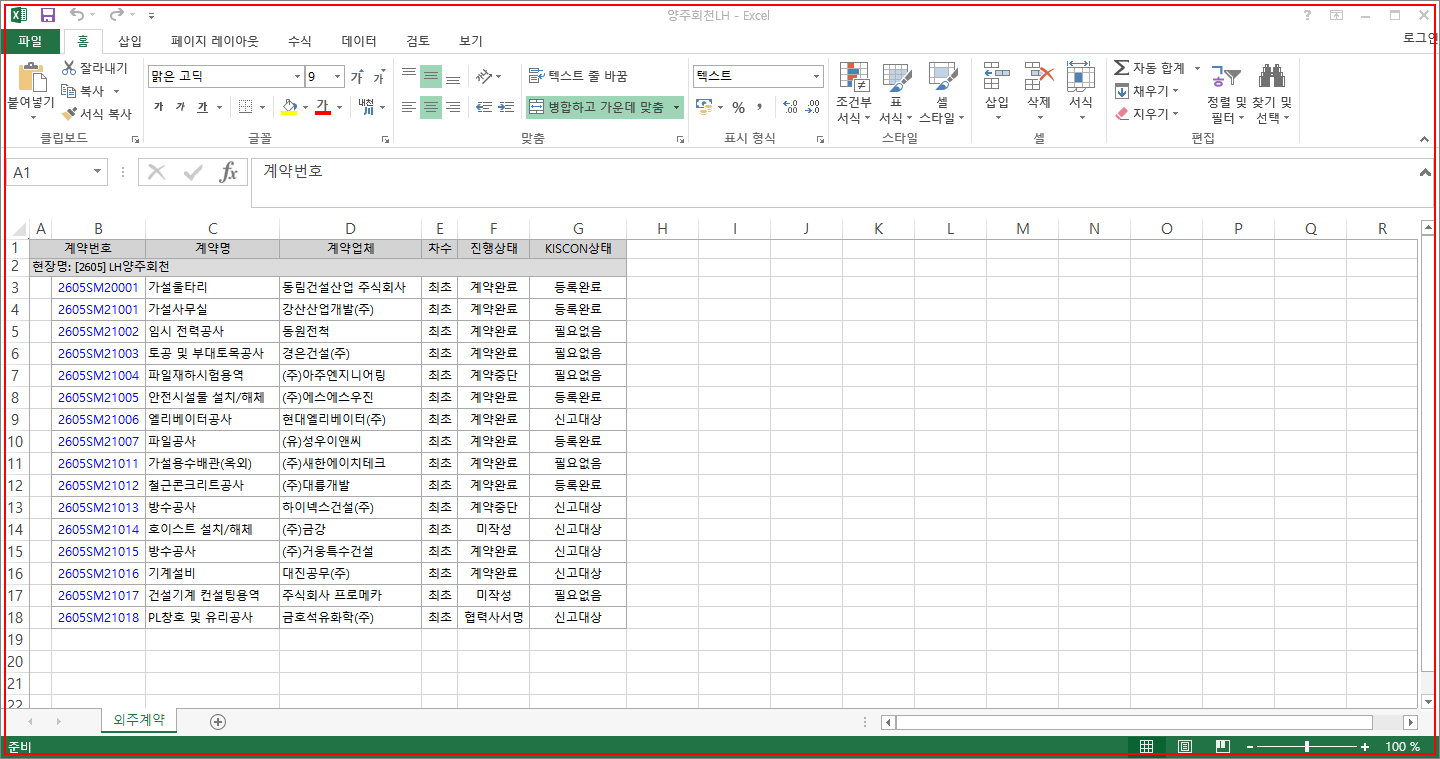 양주회천LH - Excel
파일 홈 삽입 페이지 레이아웃 수식 데이터 검토 보기 로그인
붙여넣기 잘라내기 복사 서식 복사 클립보드
맑은 고딕 9 가 가 가 가 가 가 내천 글꼴
텍스트 줄 바꿈 병합하고 가운데 맞춤 맞춤
텍스트 % , 표시 형식
조건부 서식 표 서식 셀 스타일 스타일
삽입 삭제 서식 셀
자동 합계 채우기 지우기 정렬 및 필터 찾기 및 선택 편집
A1 fx 계약번호
A B C D E F G H I J K L M N O P Q R
1 계약번호 계약명 계약업체 차수 진행상태 KISCON상태
2 현장명: [2605] LH양주회천
3 2605SM20001 가설울타리 동림건설산업 주식회사 최초 계약완료 등록완료
4 2605SM21001 가설사무실 강산산업개발(주) 최초 계약완료 등록완료
5 2605SM21002 임시 전력공사 동원전척 최초 계약완료 필요없음
6 2605SM21003 토공 및 부대토목공사 경은건설(주) 최초 계약완료 필요없음
7 2605SM21004 파일재하시험용역 (주)아주엔지니어링 최초 계약중단 필요없음
8 2605SM21005 안전시설물 설치/해체 (주)에스에스우진 최초 계약완료 등록완료
9 2605SM21006 엘리베이터공사 현대엘리베이터(주) 최초 계약완료 신고대상
10 2605SM21007 파일공사 (유)성우이앤씨 최초 계약완료 등록완료
11 2605SM21011 가설용수배관(옥외) (주)새한에이치테크 최초 계약완료 필요없음
12 2605SM21012 철근콘크리트공사 (주)대륭개발 최초 계약완료 등록완료
13 2605SM21013 방수공사 하이넥스건설(주) 최초 계약중단 신고대상
14 2605SM21014 호이스트 설치/해체 (주)금강 최초 미작성 신고대상
15 2605SM21015 방수공사 (주)거웅특수건설 최초 계약완료 신고대상
16 2605SM21016 기계설비 대진공무(주) 최초 계약완료 신고대상
17 2605SM21017 건설기계 컨설팅용역 주식회사 프로메카 최초 미작성 필요없음
18 2605SM21018 PL창호 및 유리공사 금호석유화학(주) 최초 협력사서명 신고대상
19
20
21
22
외주계약
준비 100 %